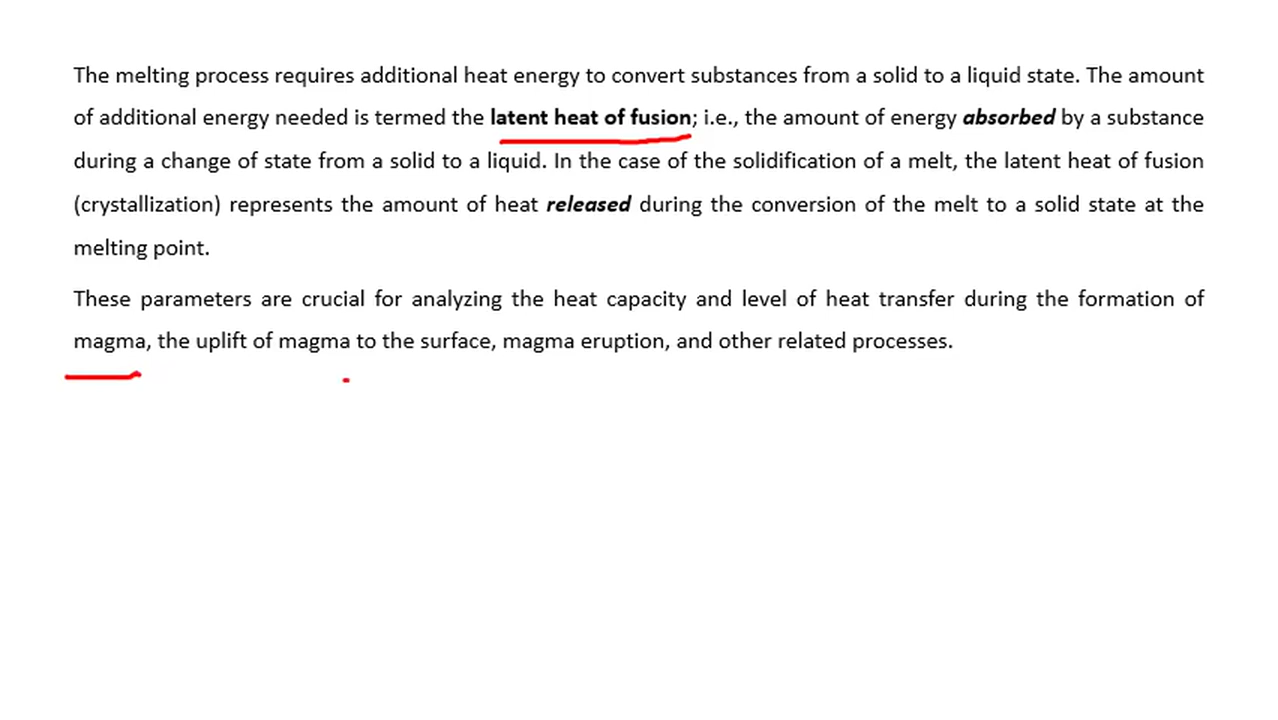 The melting process requires additional heat energy to convert substances from a solid to a liquid state. The amount
of additional energy needed is termed the latent heat of fusion; i.e., the amount of energy absorbed by a substance
during a change of state from a solid to a liquid. In the case of the solidification of a melt, the latent heat of fusion
(crystallization) represents the amount of heat released during the conversion of the melt to a solid state at the
melting point.
These parameters are crucial for analyzing the heat capacity and level of heat transfer during the formation of
magma, the uplift of magma to the surface, magma eruption, and other related processes.